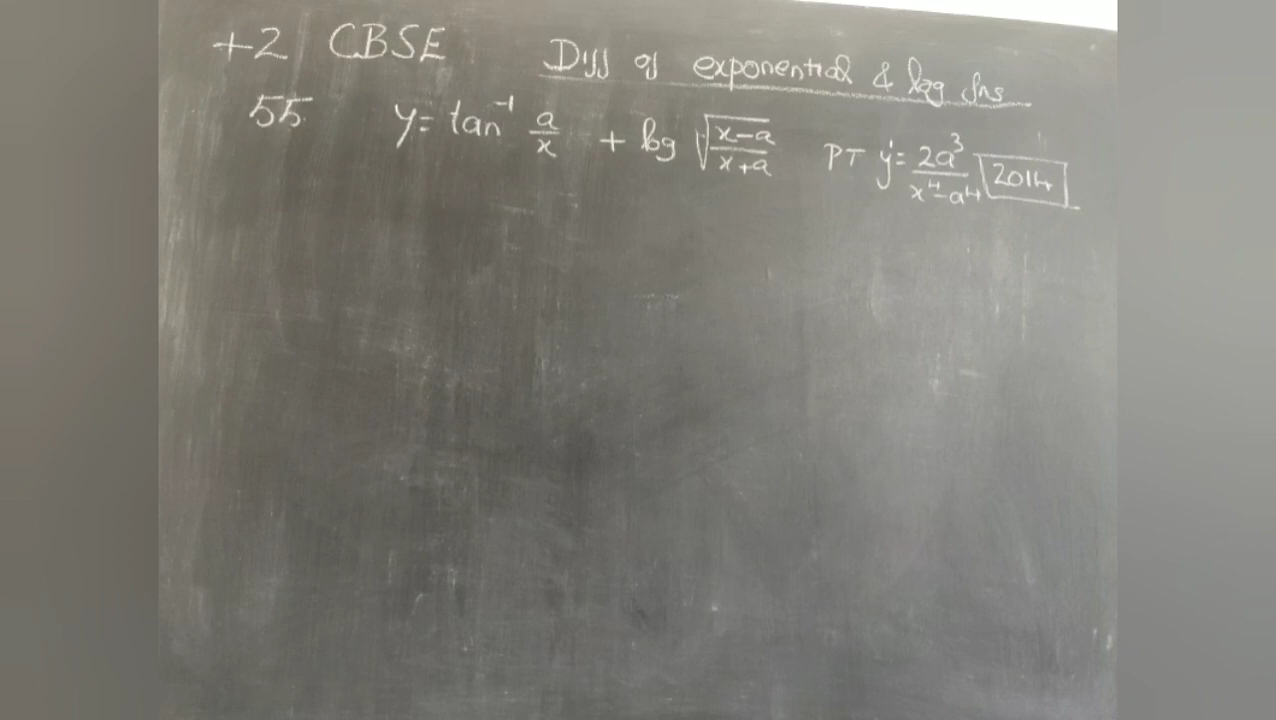 +2 CBSE Diff of exponential & log fns
55 y = tan⁻¹ a/x + log √((x-a)/(x+a)) PT y' = 2a³/(x⁴-a⁴) 2014